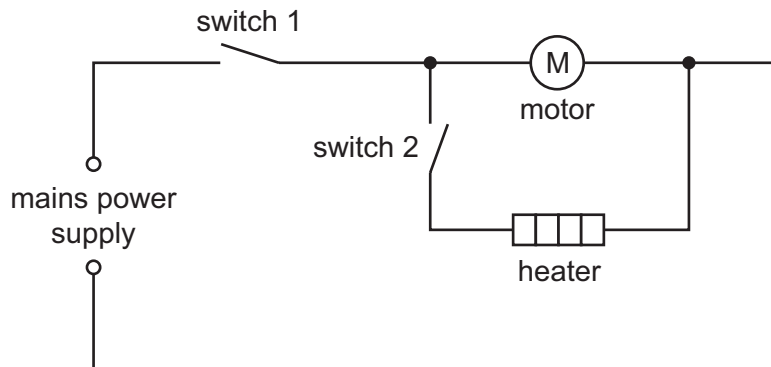 switch 1
M
motor
switch 2
mains power
supply
heater